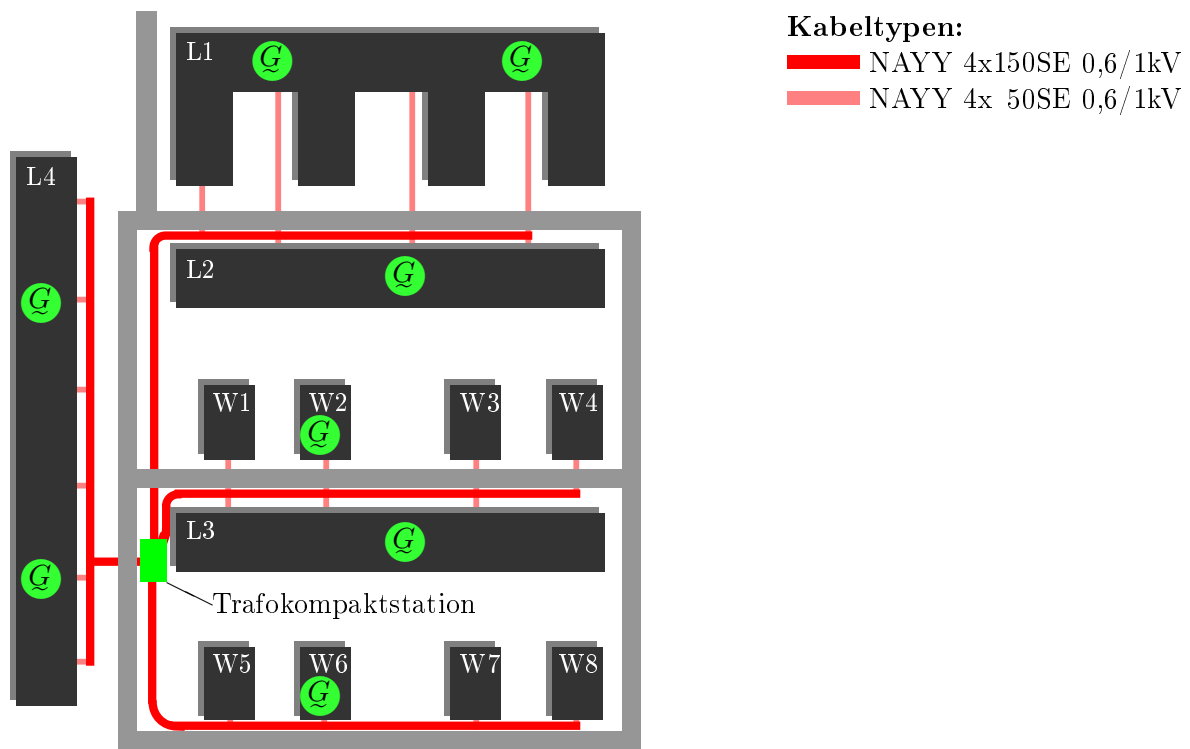 Kabeltypen:
NAYY 4x150SE 0,6/1kV
NAYY 4x 50SE 0,6/1kV
L1
G̰
G̰
L4
G̰
G̰
L2
G̰
W1
W2
W3
W4
G̰
L3
G̰
Trafokompaktstation
W5
W6
W7
W8
G̰